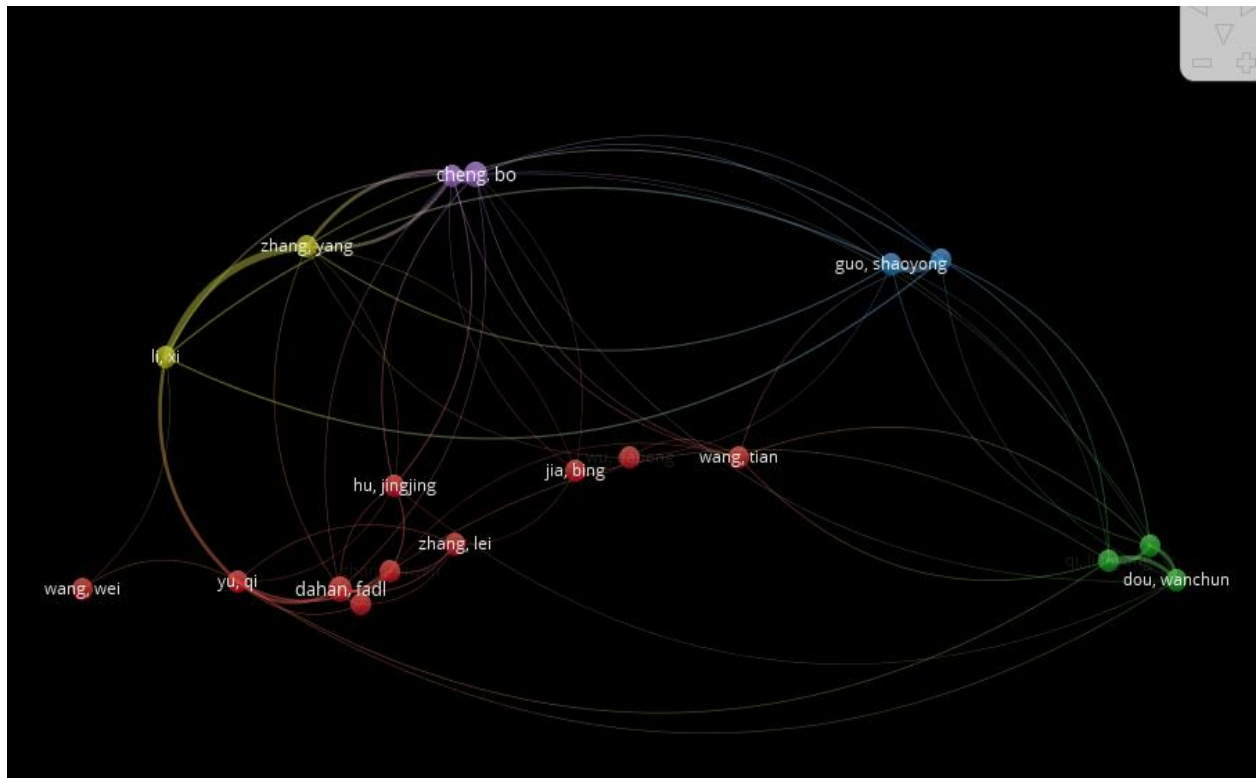 cheng, bo
zhang, yang
guo, shaoyong
li, xi
wang, tian
jia, bing
hu, jingjing
zhang, lei
dou, wanchun
yu, qi
wang, wei
dahan, fadl